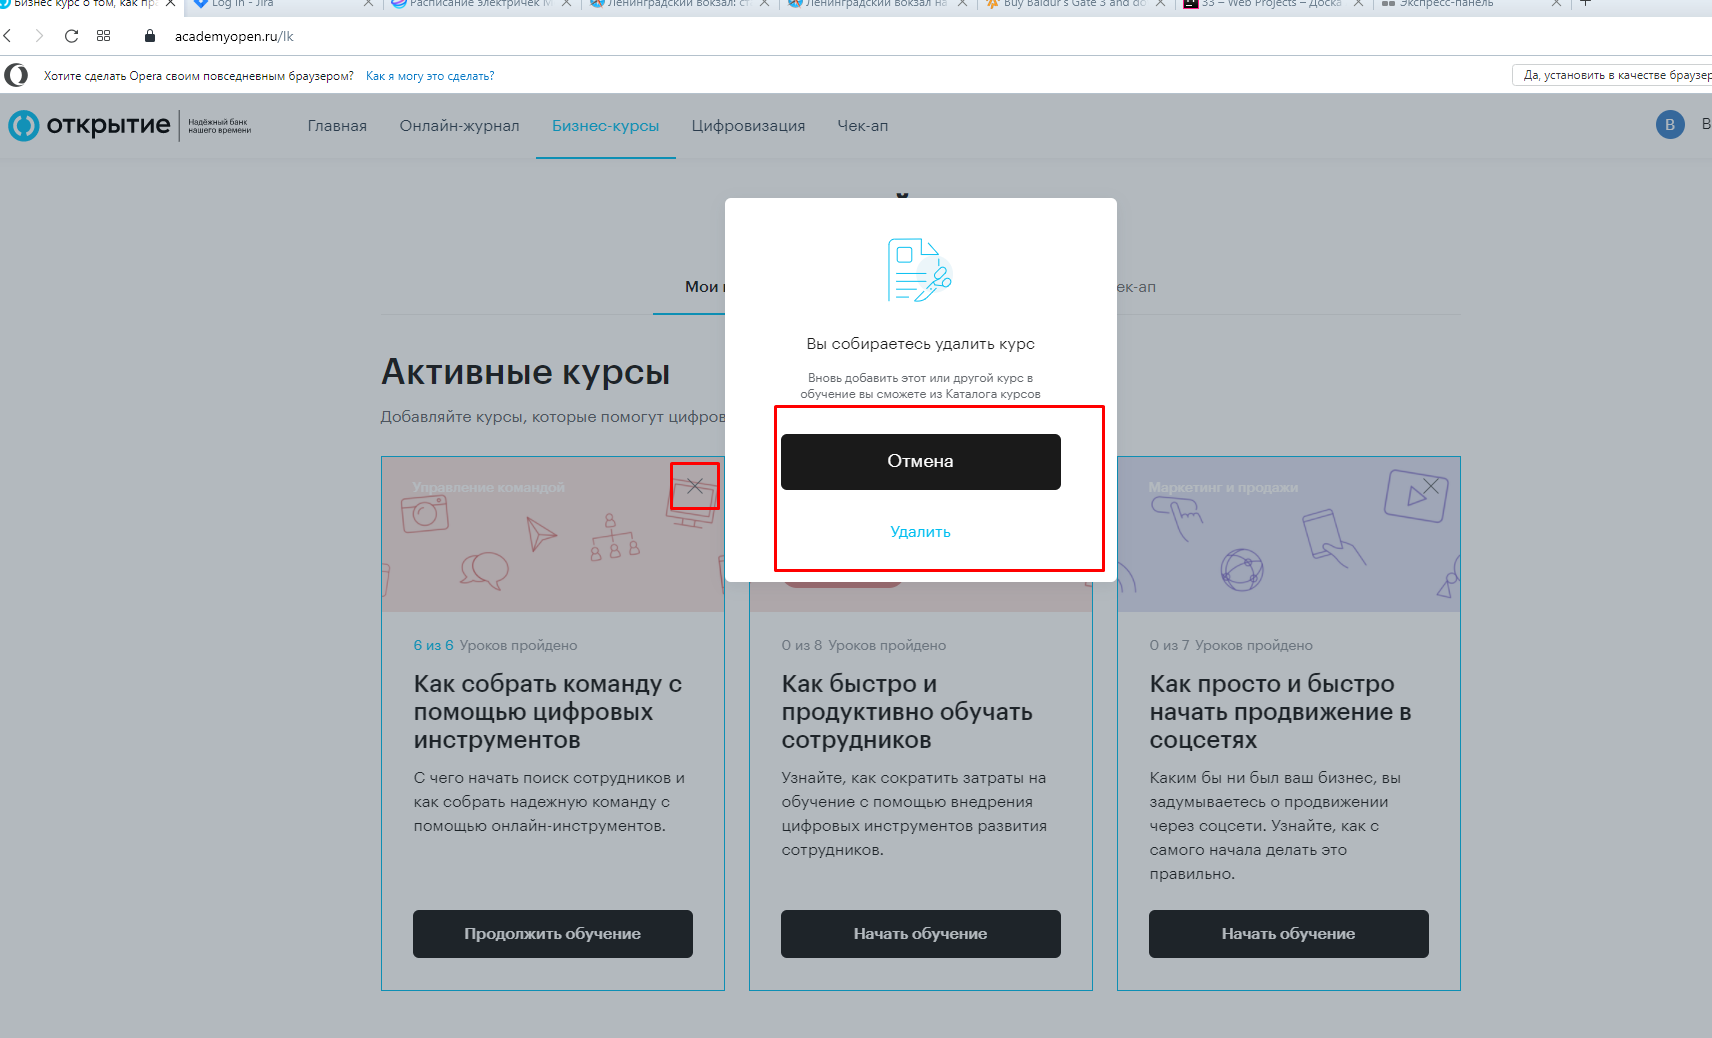 Бизнес курс о том, как пра
Log in - Jira
Расписание электричек М
Ленинградский вокзал: ст
Ленинградский вокзал на
Buy Baldur's Gate 3 and do
33 – Web Projects – Доска
Экспресс-панель
academyopen.ru/lk
Хотите сделать Opera своим повседневным браузером? Как я могу это сделать?
Да, установить в качестве браузер
открытие
Надёжный банк
нашего времени
Главная
Онлайн-журнал
Бизнес-курсы
Цифровизация
Чек-ап
В
В
Мои
ек-ап
Вы собираетесь удалить курс
Вновь добавить этот или другой курс в
обучение вы сможете из Каталога курсов
Отмена
Удалить
Активные курсы
Добавляйте курсы, которые помогут цифров
Управление командой
6 из 6 Уроков пройдено
Как собрать команду с
помощью цифровых
инструментов
С чего начать поиск сотрудников и
как собрать надежную команду с
помощью онлайн-инструментов.
Продолжить обучение
0 из 8 Уроков пройдено
Как быстро и
продуктивно обучать
сотрудников
Узнайте, как сократить затраты на
обучение с помощью внедрения
цифровых инструментов развития
сотрудников.
Начать обучение
Маркетинг и продажи
0 из 7 Уроков пройдено
Как просто и быстро
начать продвижение в
соцсетях
Каким бы ни был ваш бизнес, вы
задумываетесь о продвижении
через соцсети. Узнайте, как с
самого начала делать это
правильно.
Начать обучение